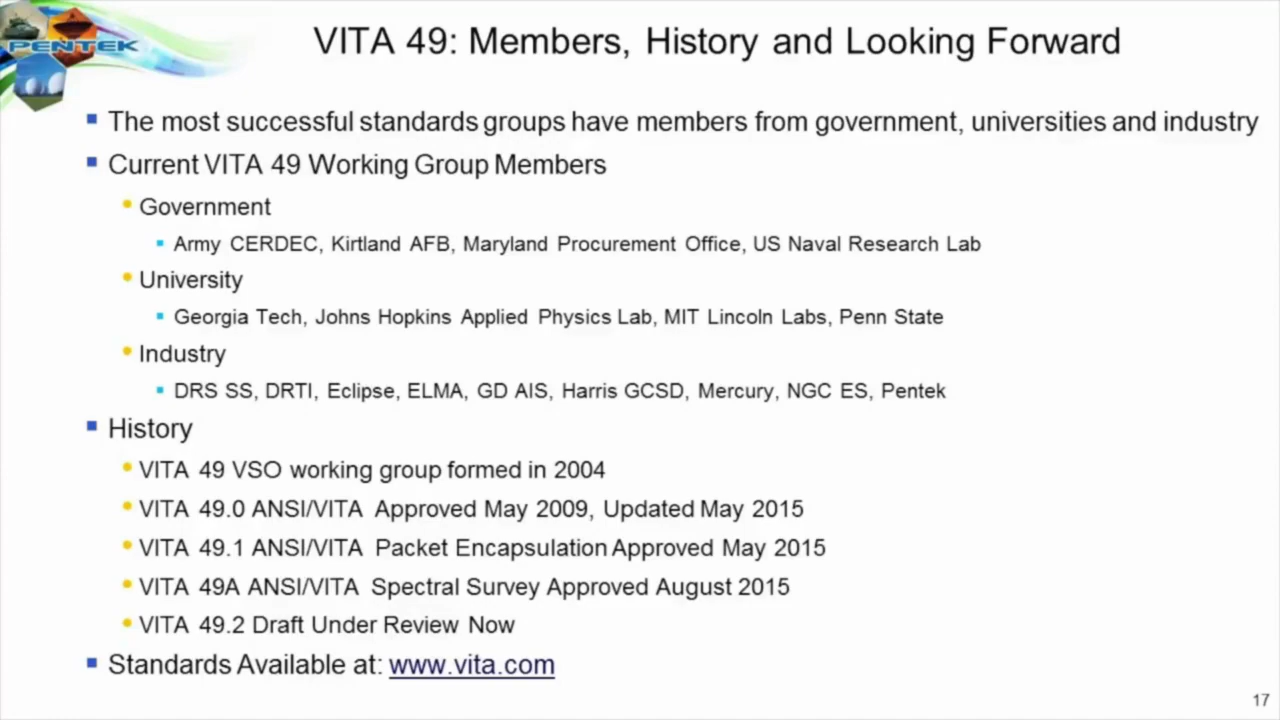 PENTEK
VITA 49: Members, History and Looking Forward
The most successful standards groups have members from government, universities and industry
Current VITA 49 Working Group Members
Government
Army CERDEC, Kirtland AFB, Maryland Procurement Office, US Naval Research Lab
University
Georgia Tech, Johns Hopkins Applied Physics Lab, MIT Lincoln Labs, Penn State
Industry
DRS SS, DRTI, Eclipse, ELMA, GD AIS, Harris GCSD, Mercury, NGC ES, Pentek
History
VITA 49 VSO working group formed in 2004
VITA 49.0 ANSI/VITA Approved May 2009, Updated May 2015
VITA 49.1 ANSI/VITA Packet Encapsulation Approved May 2015
VITA 49A ANSI/VITA Spectral Survey Approved August 2015
VITA 49.2 Draft Under Review Now
Standards Available at: www.vita.com
17